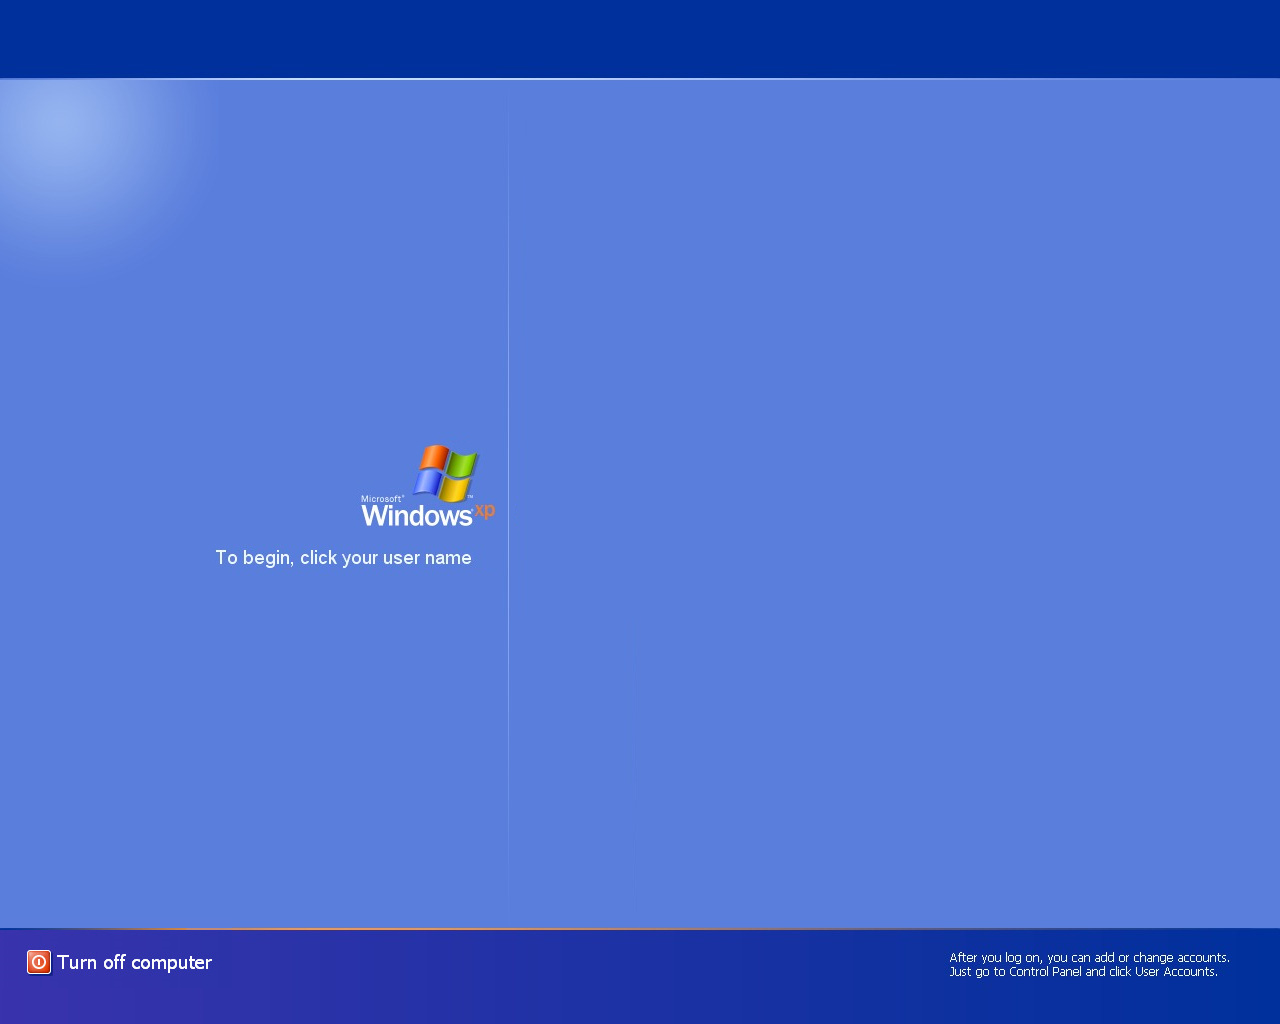 Microsoft®
Windows® xp™
To begin, click your user name
Turn off computer
After you log on, you can add or change accounts.
Just go to Control Panel and click User Accounts.